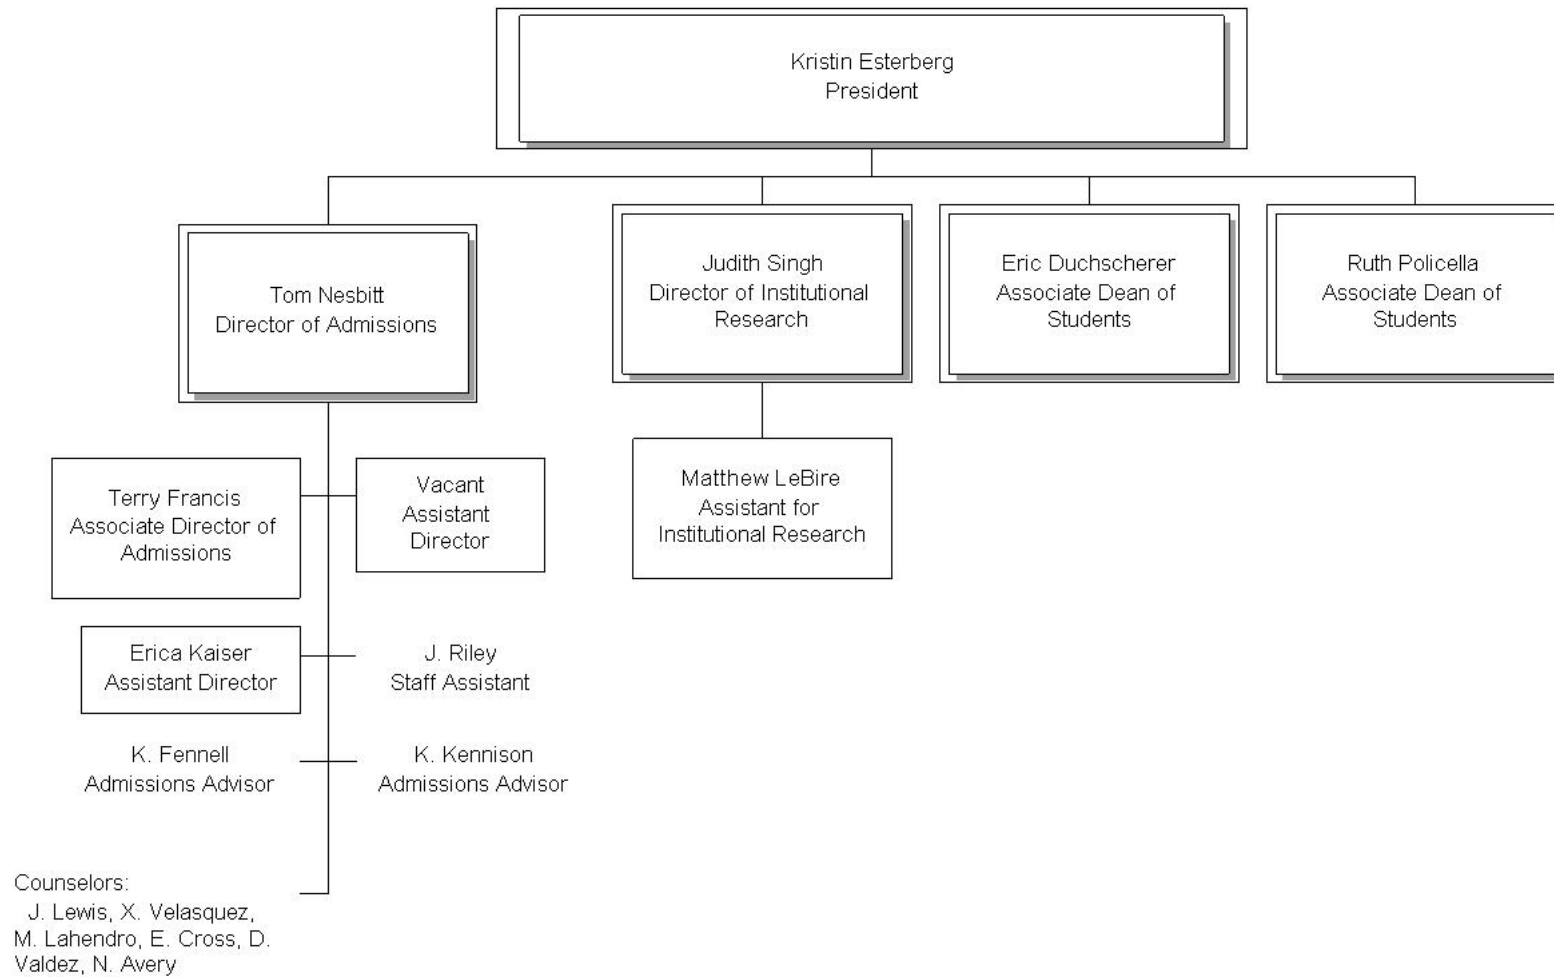 Kristin Esterberg
President
Tom Nesbitt
Director of Admissions
Judith Singh
Director of Institutional
Research
Eric Duchscherer
Associate Dean of
Students
Ruth Policella
Associate Dean of
Students
Terry Francis
Associate Director of
Admissions
Vacant
Assistant
Director
Matthew LeBire
Assistant for
Institutional Research
Erica Kaiser
Assistant Director
J. Riley
Staff Assistant
K. Fennell
Admissions Advisor
K. Kennison
Admissions Advisor
Counselors:
J. Lewis, X. Velasquez,
M. Lahendro, E. Cross, D.
Valdez, N. Avery